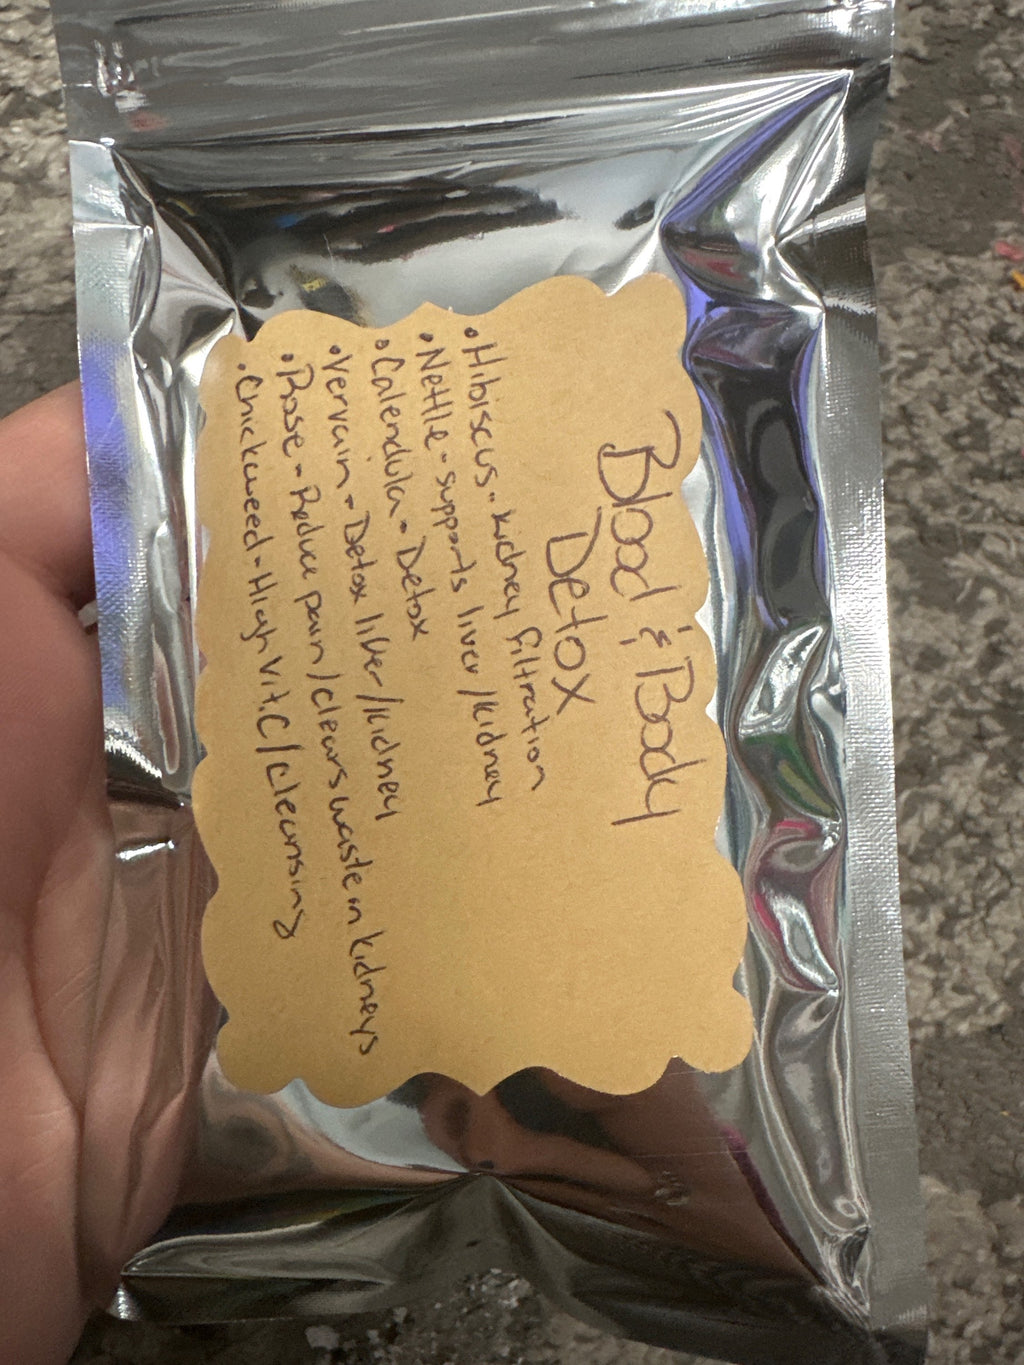 Blood & Body
Detox
• Hibiscus - kidney filtration
• Nettle - supports liver/kidney
• Calendula - Detox
• Vervain - Detox liver/kidney
• Rose - Reduce pain/clears waste in kidneys
• Chickweed - High Vit.C/cleansing